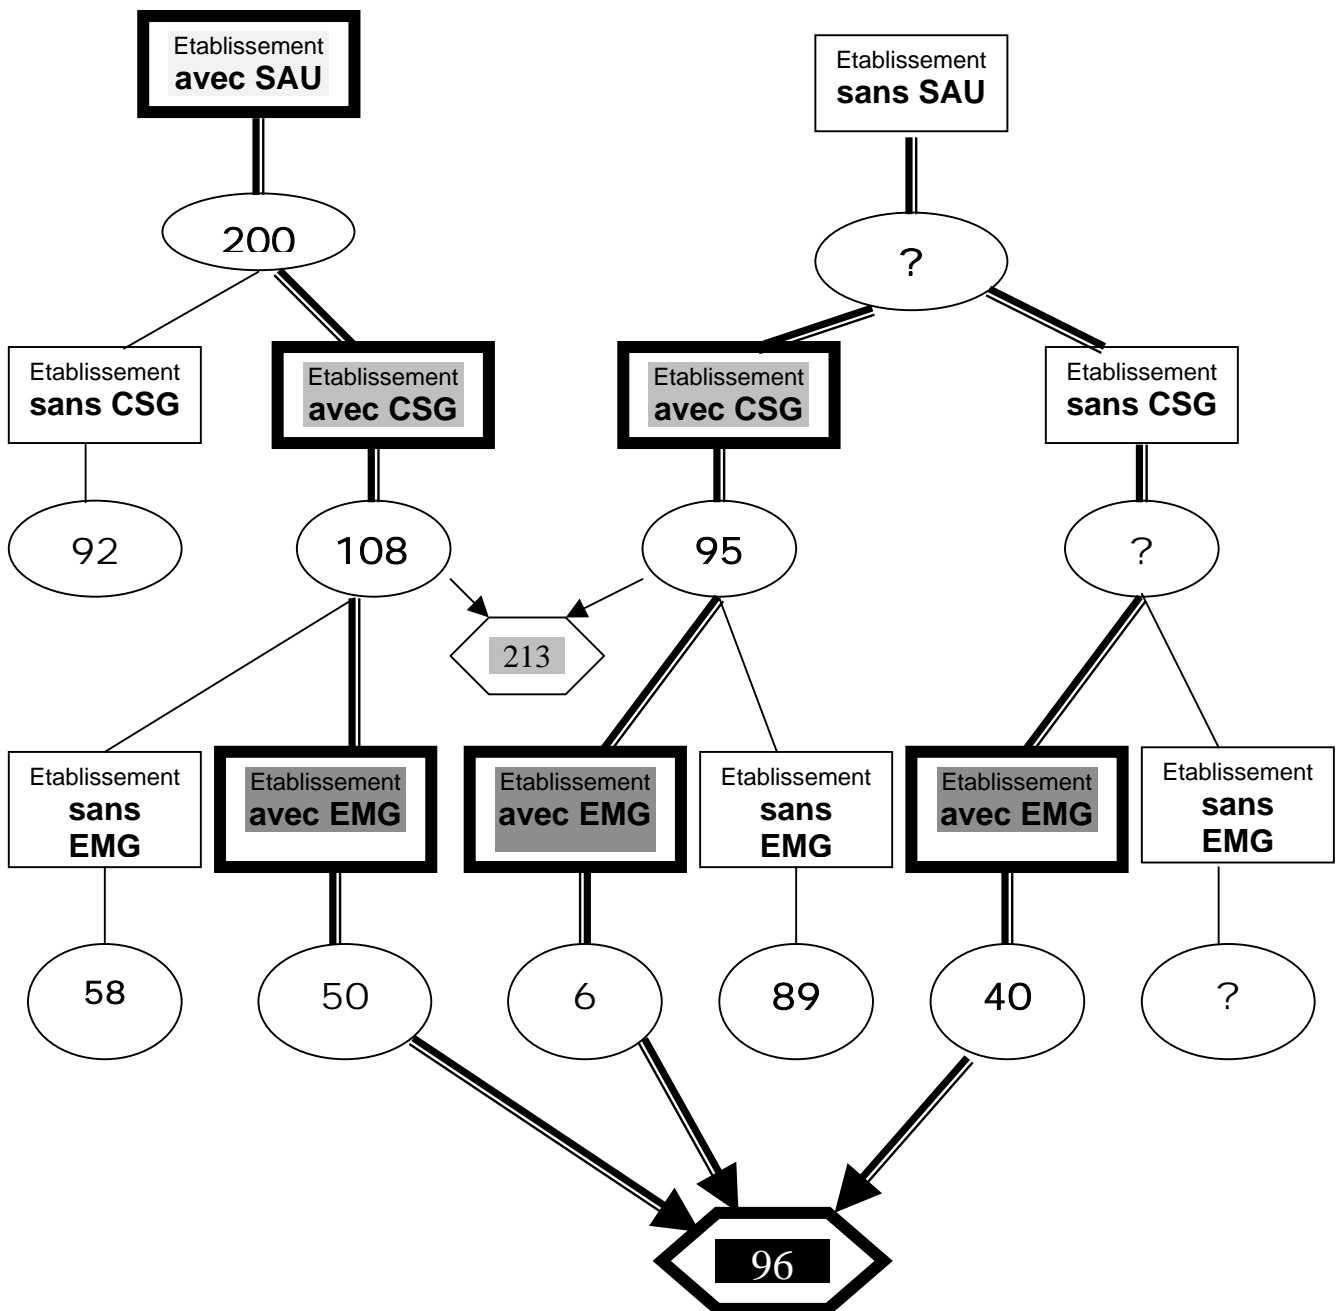 Etablissement
avec SAU
Etablissement
sans SAU
200
?
Etablissement
sans CSG
Etablissement
avec CSG
Etablissement
avec CSG
Etablissement
sans CSG
92
108
95
?
213
Etablissement
sans
EMG
Etablissement
avec EMG
Etablissement
avec EMG
Etablissement
sans
EMG
Etablissement
avec EMG
Etablissement
sans
EMG
58
50
6
89
40
?
96